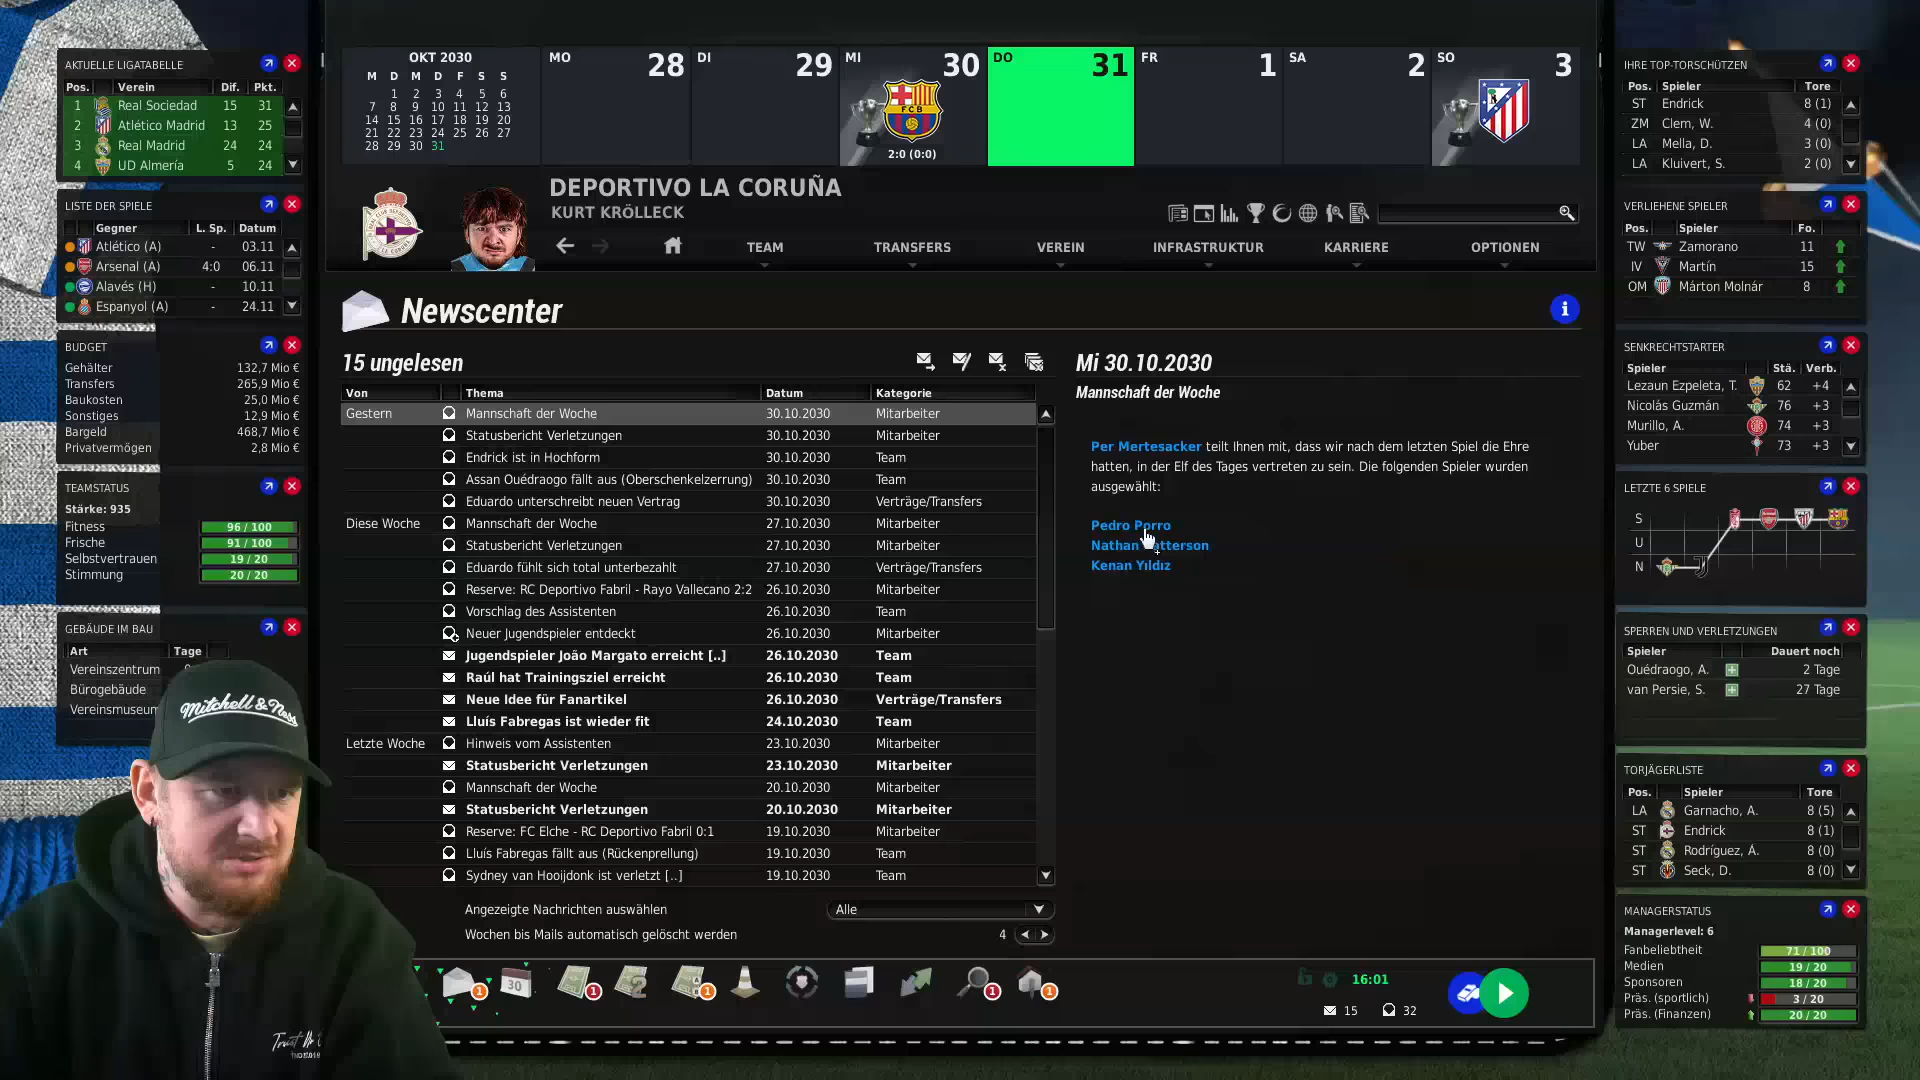 AKTUELLE LIGATABELLE
Pos. Verein Dif. Pkt.
1 Real Sociedad 15 31
2 Atlético Madrid 13 25
3 Real Madrid 24 24
4 UD Almería 5 24
LISTE DER SPIELE
Gegner L. Sp. Datum
Atlético (A) - 03.11
Arsenal (A) 4:0 06.11
Alavés (H) - 10.11
Espanyol (A) - 24.11
BUDGET
Gehälter 132,7 Mio €
Transfers 265,9 Mio €
Baukosten 25,0 Mio €
Sonstiges 12,9 Mio €
Bargeld 468,7 Mio €
Privatvermögen 2,8 Mio €
TEAMSTATUS
Stärke: 935
Fitness 96 / 100
Frische 91 / 100
Selbstvertrauen 19 / 20
Stimmung 20 / 20
GEBÄUDE IM BAU
Art Tage
Vereinszentrum
Bürogebäude
Vereinsmuseum
Mitchell & Ness
OKT 2030
M D M D F S S
1 2 3 4 5 6
7 8 9 10 11 12 13
14 15 16 17 18 19 20
21 22 23 24 25 26 27
28 29 30 31
MO 28 DI 29 MI 30 DO 31 FR 1 SA 2 SO 3
FCB
2:0 (0:0)
DEPORTIVO LA CORUÑA
KURT KRÖLLECK
TEAM TRANSFERS VEREIN INFRASTRUKTUR KARRIERE OPTIONEN
Newscenter
15 ungelesen
Von Thema Datum Kategorie
Gestern Mannschaft der Woche 30.10.2030 Mitarbeiter
Statusbericht Verletzungen 30.10.2030 Mitarbeiter
Endrick ist in Hochform 30.10.2030 Team
Assan Ouédraogo fällt aus (Oberschenkelzerrung) 30.10.2030 Team
Eduardo unterschreibt neuen Vertrag 30.10.2030 Verträge/Transfers
Diese Woche Mannschaft der Woche 27.10.2030 Mitarbeiter
Statusbericht Verletzungen 27.10.2030 Mitarbeiter
Eduardo fühlt sich total unterbezahlt 27.10.2030 Verträge/Transfers
Reserve: RC Deportivo Fabril - Rayo Vallecano 2:2 26.10.2030 Mitarbeiter
Vorschlag des Assistenten 26.10.2030 Team
Neuer Jugendspieler entdeckt 26.10.2030 Mitarbeiter
Jugendspieler João Margato erreicht [..] 26.10.2030 Team
Raúl hat Trainingsziel erreicht 26.10.2030 Team
Neue Idee für Fanartikel 26.10.2030 Verträge/Transfers
Lluís Fabregas ist wieder fit 24.10.2030 Team
Letzte Woche Hinweis vom Assistenten 23.10.2030 Mitarbeiter
Statusbericht Verletzungen 23.10.2030 Mitarbeiter
Mannschaft der Woche 20.10.2030 Mitarbeiter
Statusbericht Verletzungen 20.10.2030 Mitarbeiter
Reserve: FC Elche - RC Deportivo Fabril 0:1 19.10.2030 Mitarbeiter
Lluís Fabregas fällt aus (Rückenprellung) 19.10.2030 Team
Sydney van Hooijdonk ist verletzt [..] 19.10.2030 Team
Angezeigte Nachrichten auswählen Alle
Wochen bis Mails automatisch gelöscht werden 4
Mi 30.10.2030
Mannschaft der Woche
Per Mertesacker teilt Ihnen mit, dass wir nach dem letzten Spiel die Ehre
hatten, in der Elf des Tages vertreten zu sein. Die folgenden Spieler wurden
ausgewählt:
Pedro Porro
Nathan Patterson
Kenan Yıldız
1 30 1 2 1 1 1
16:01
15 32
IHRE TOP-TORSCHÜTZEN
Pos. Spieler Tore
ST Endrick 8 (1)
ZM Clem, W. 4 (0)
LA Mella, D. 3 (0)
LA Kluivert, S. 2 (0)
VERLIEHENE SPIELER
Pos. Spieler Fo.
TW Zamorano 11
IV Martín 15
OM Márton Molnár 8
SENKRECHTSTARTER
Spieler Stä. Verb.
Lezaun Ezpeleta, T. 62 +4
Nicolás Guzmán 76 +3
Murillo, A. 74 +3
Yuber 73 +3
LETZTE 6 SPIELE
S
U
N
SPERREN UND VERLETZUNGEN
Spieler Dauert noch
Ouédraogo, A. 2 Tage
van Persie, S. 27 Tage
TORJÄGERLISTE
Pos. Spieler Tore
LA Garnacho, A. 8 (5)
ST Endrick 8 (1)
ST Rodríguez, Á. 8 (0)
ST Seck, D. 8 (0)
MANAGERSTATUS
Managerlevel: 6
Fanbeliebtheit 71 / 100
Medien 19 / 20
Sponsoren 18 / 20
Präs. (sportlich) 3 / 20
Präs. (Finanzen) 20 / 20